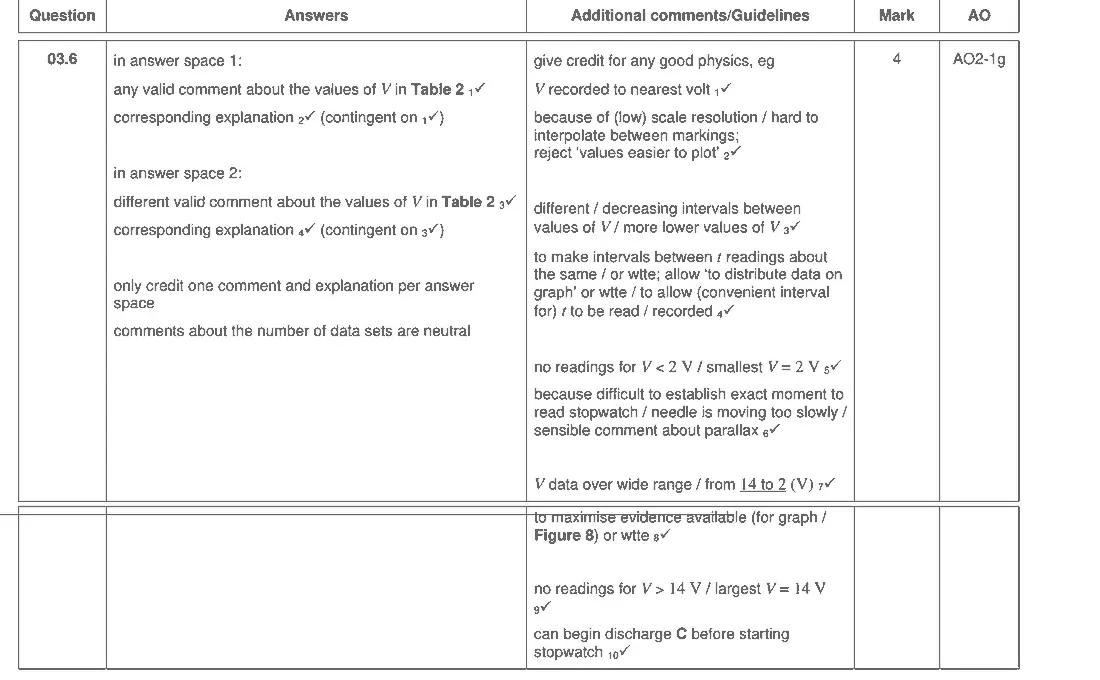 Question Answers Additional comments/Guidelines Mark AO
03.6 in answer space 1: give credit for any good physics, eg 4 AO2-1g
any valid comment about the values of V in Table 2 ₁✓
corresponding explanation ₂✓ (contingent on ₁✓)
in answer space 2:
different valid comment about the values of V in Table 2 ₃✓
corresponding explanation ₄✓ (contingent on ₃✓)
only credit one comment and explanation per answer
space
comments about the number of data sets are neutral
V recorded to nearest volt ₁✓
because of (low) scale resolution / hard to
interpolate between markings;
reject 'values easier to plot' ₂✓
different / decreasing intervals between
values of V / more lower values of V ₃✓
to make intervals between t readings about
the same / or wtte; allow 'to distribute data on
graph' or wtte / to allow (convenient interval
for) t to be read / recorded ₄✓
no readings for V < 2 V / smallest V = 2 V ₅✓
because difficult to establish exact moment to
read stopwatch / needle is moving too slowly /
sensible comment about parallax ₆✓
V data over wide range / from 14 to 2 (V) ₇✓
to maximise evidence available (for graph /
Figure 8) or wtte ₈✓
no readings for V > 14 V / largest V = 14 V
₉✓
can begin discharge C before starting
stopwatch ₁₀✓